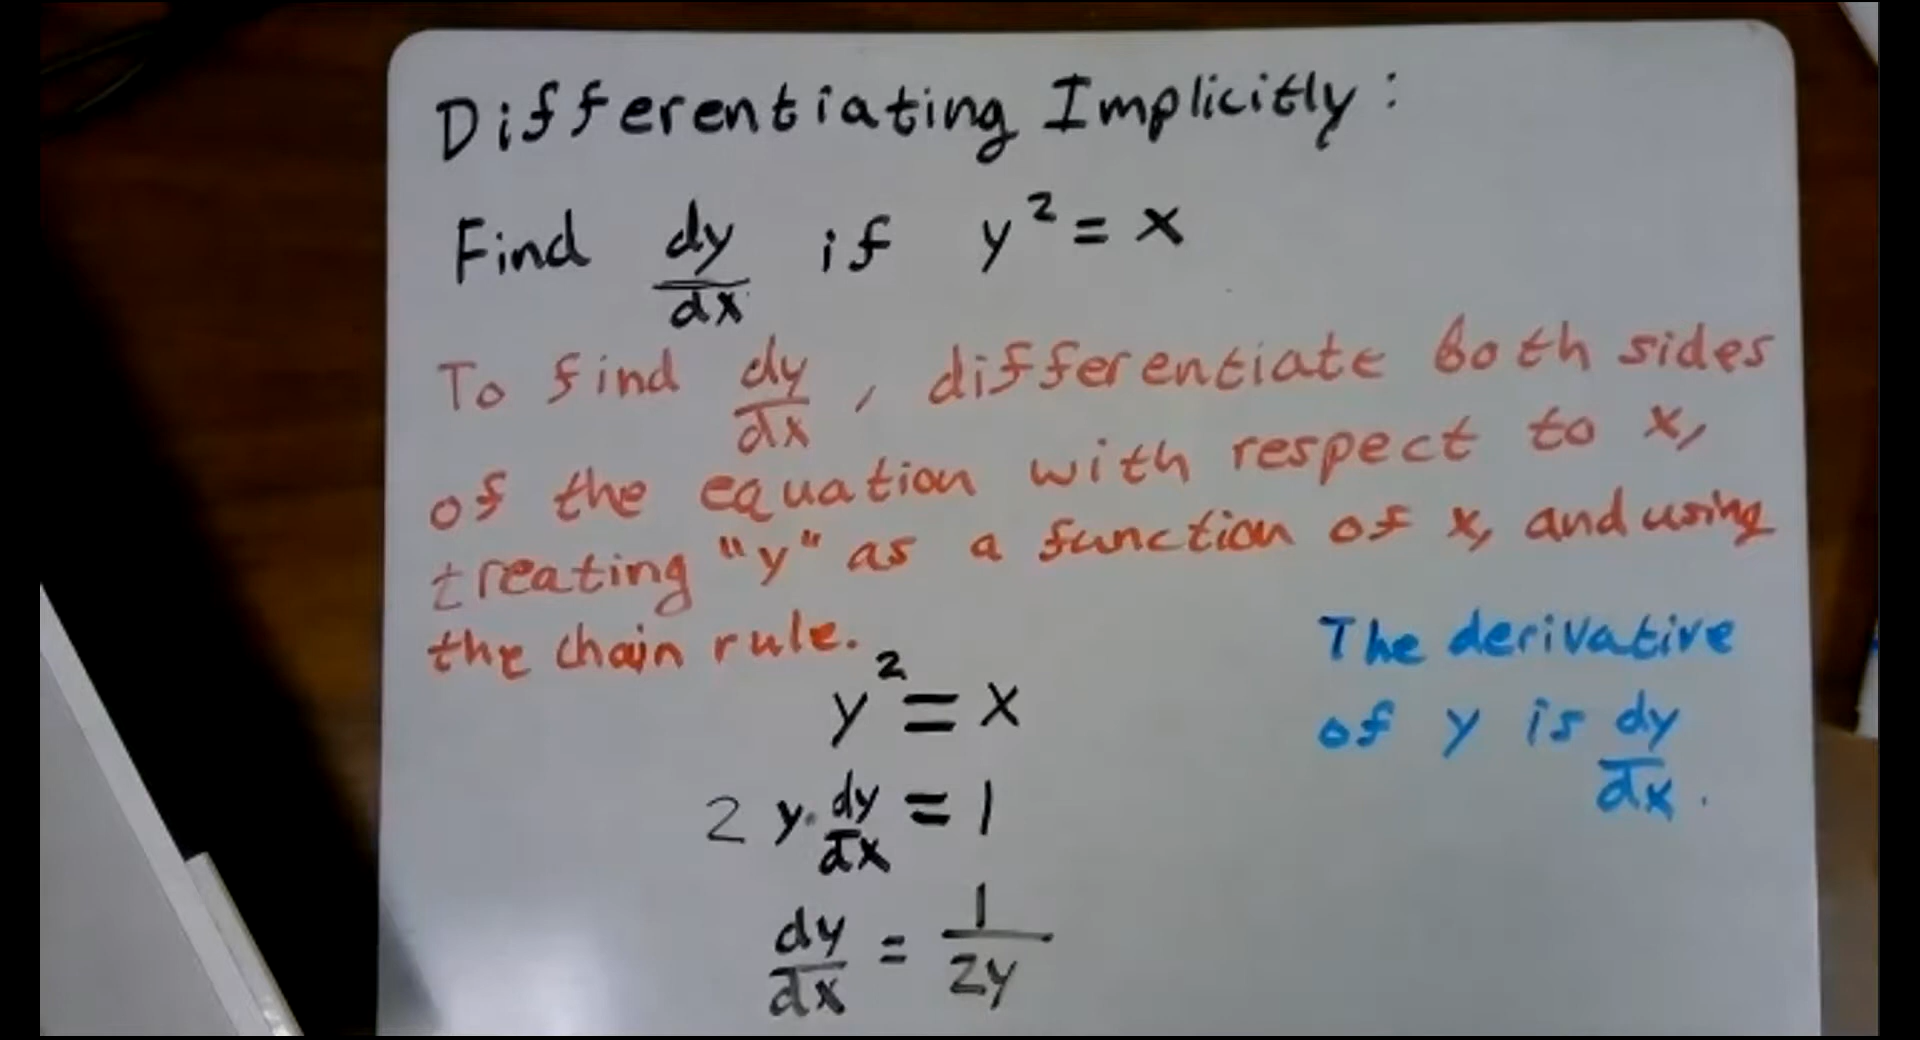 Differentiating Implicitly:
Find dy/dx if y² = x
To find dy/dx, differentiate both sides
of the equation with respect to x,
treating "y" as a function of x, and using
the chain rule.
y² = x
2 y · dy/dx = 1
dy/dx = 1/2y
The derivative
of y is dy/dx.